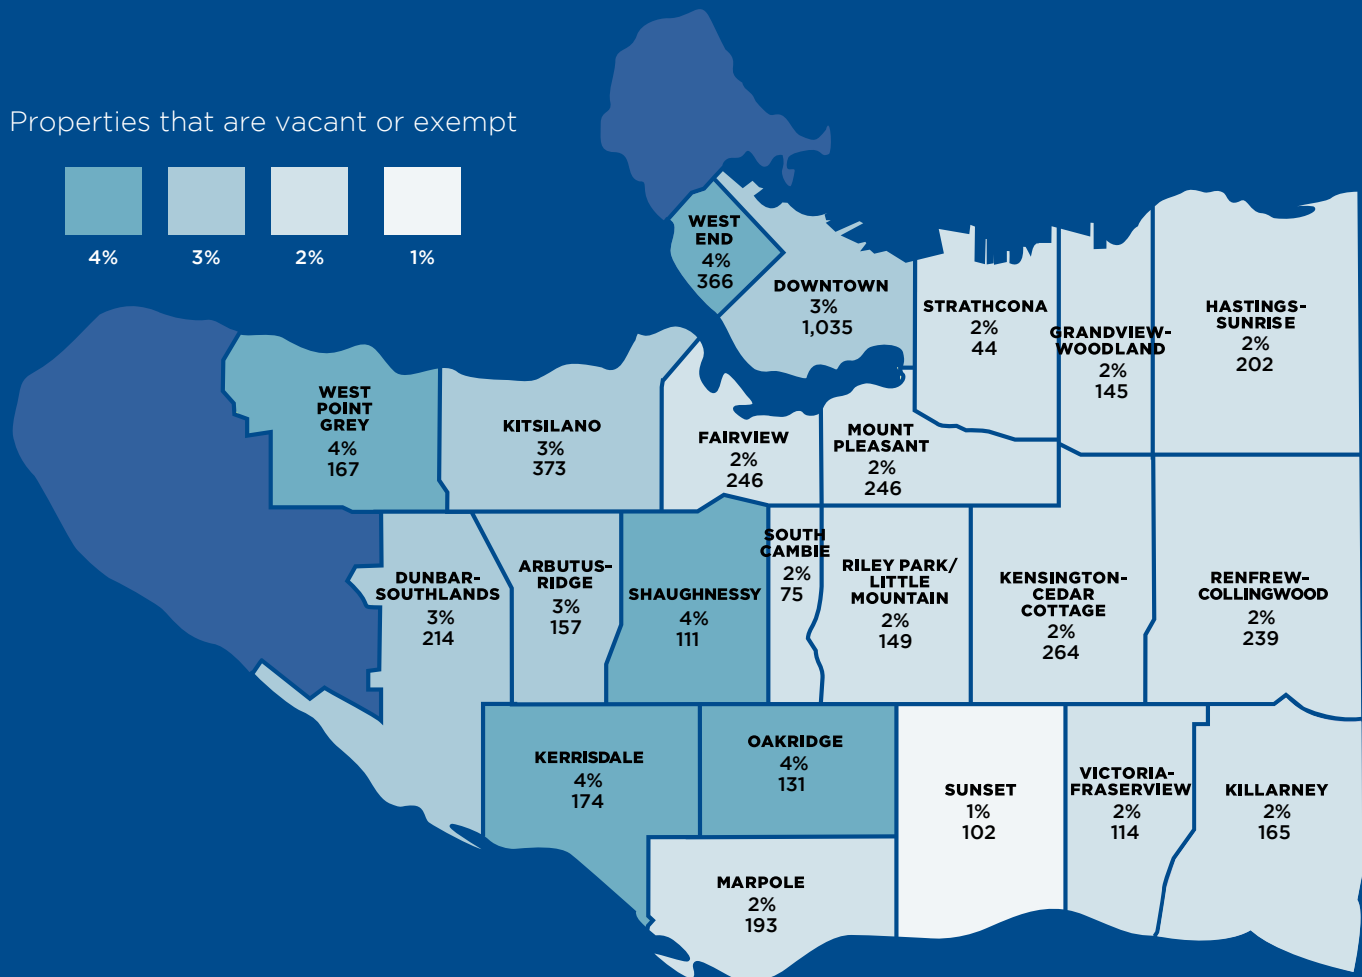 Properties that are vacant or exempt
4%
3%
2%
1%
WEST
END
4%
366
DOWNTOWN
3%
1,035
STRATHCONA
2%
44
GRANDVIEW-
WOODLAND
2%
145
HASTINGS-
SUNRISE
2%
202
WEST
POINT
GREY
4%
167
KITSILANO
3%
373
FAIRVIEW
2%
246
MOUNT
PLEASANT
2%
246
DUNBAR-
SOUTHLANDS
3%
214
ARBUTUS-
RIDGE
3%
157
SHAUGHNESSY
4%
111
SOUTH
CAMBIE
2%
75
RILEY PARK/
LITTLE
MOUNTAIN
2%
149
KENSINGTON-
CEDAR
COTTAGE
2%
264
RENFREW-
COLLINGWOOD
2%
239
KERRISDALE
4%
174
OAKRIDGE
4%
131
SUNSET
1%
102
VICTORIA-
FRASERVIEW
2%
114
KILLARNEY
2%
165
MARPOLE
2%
193